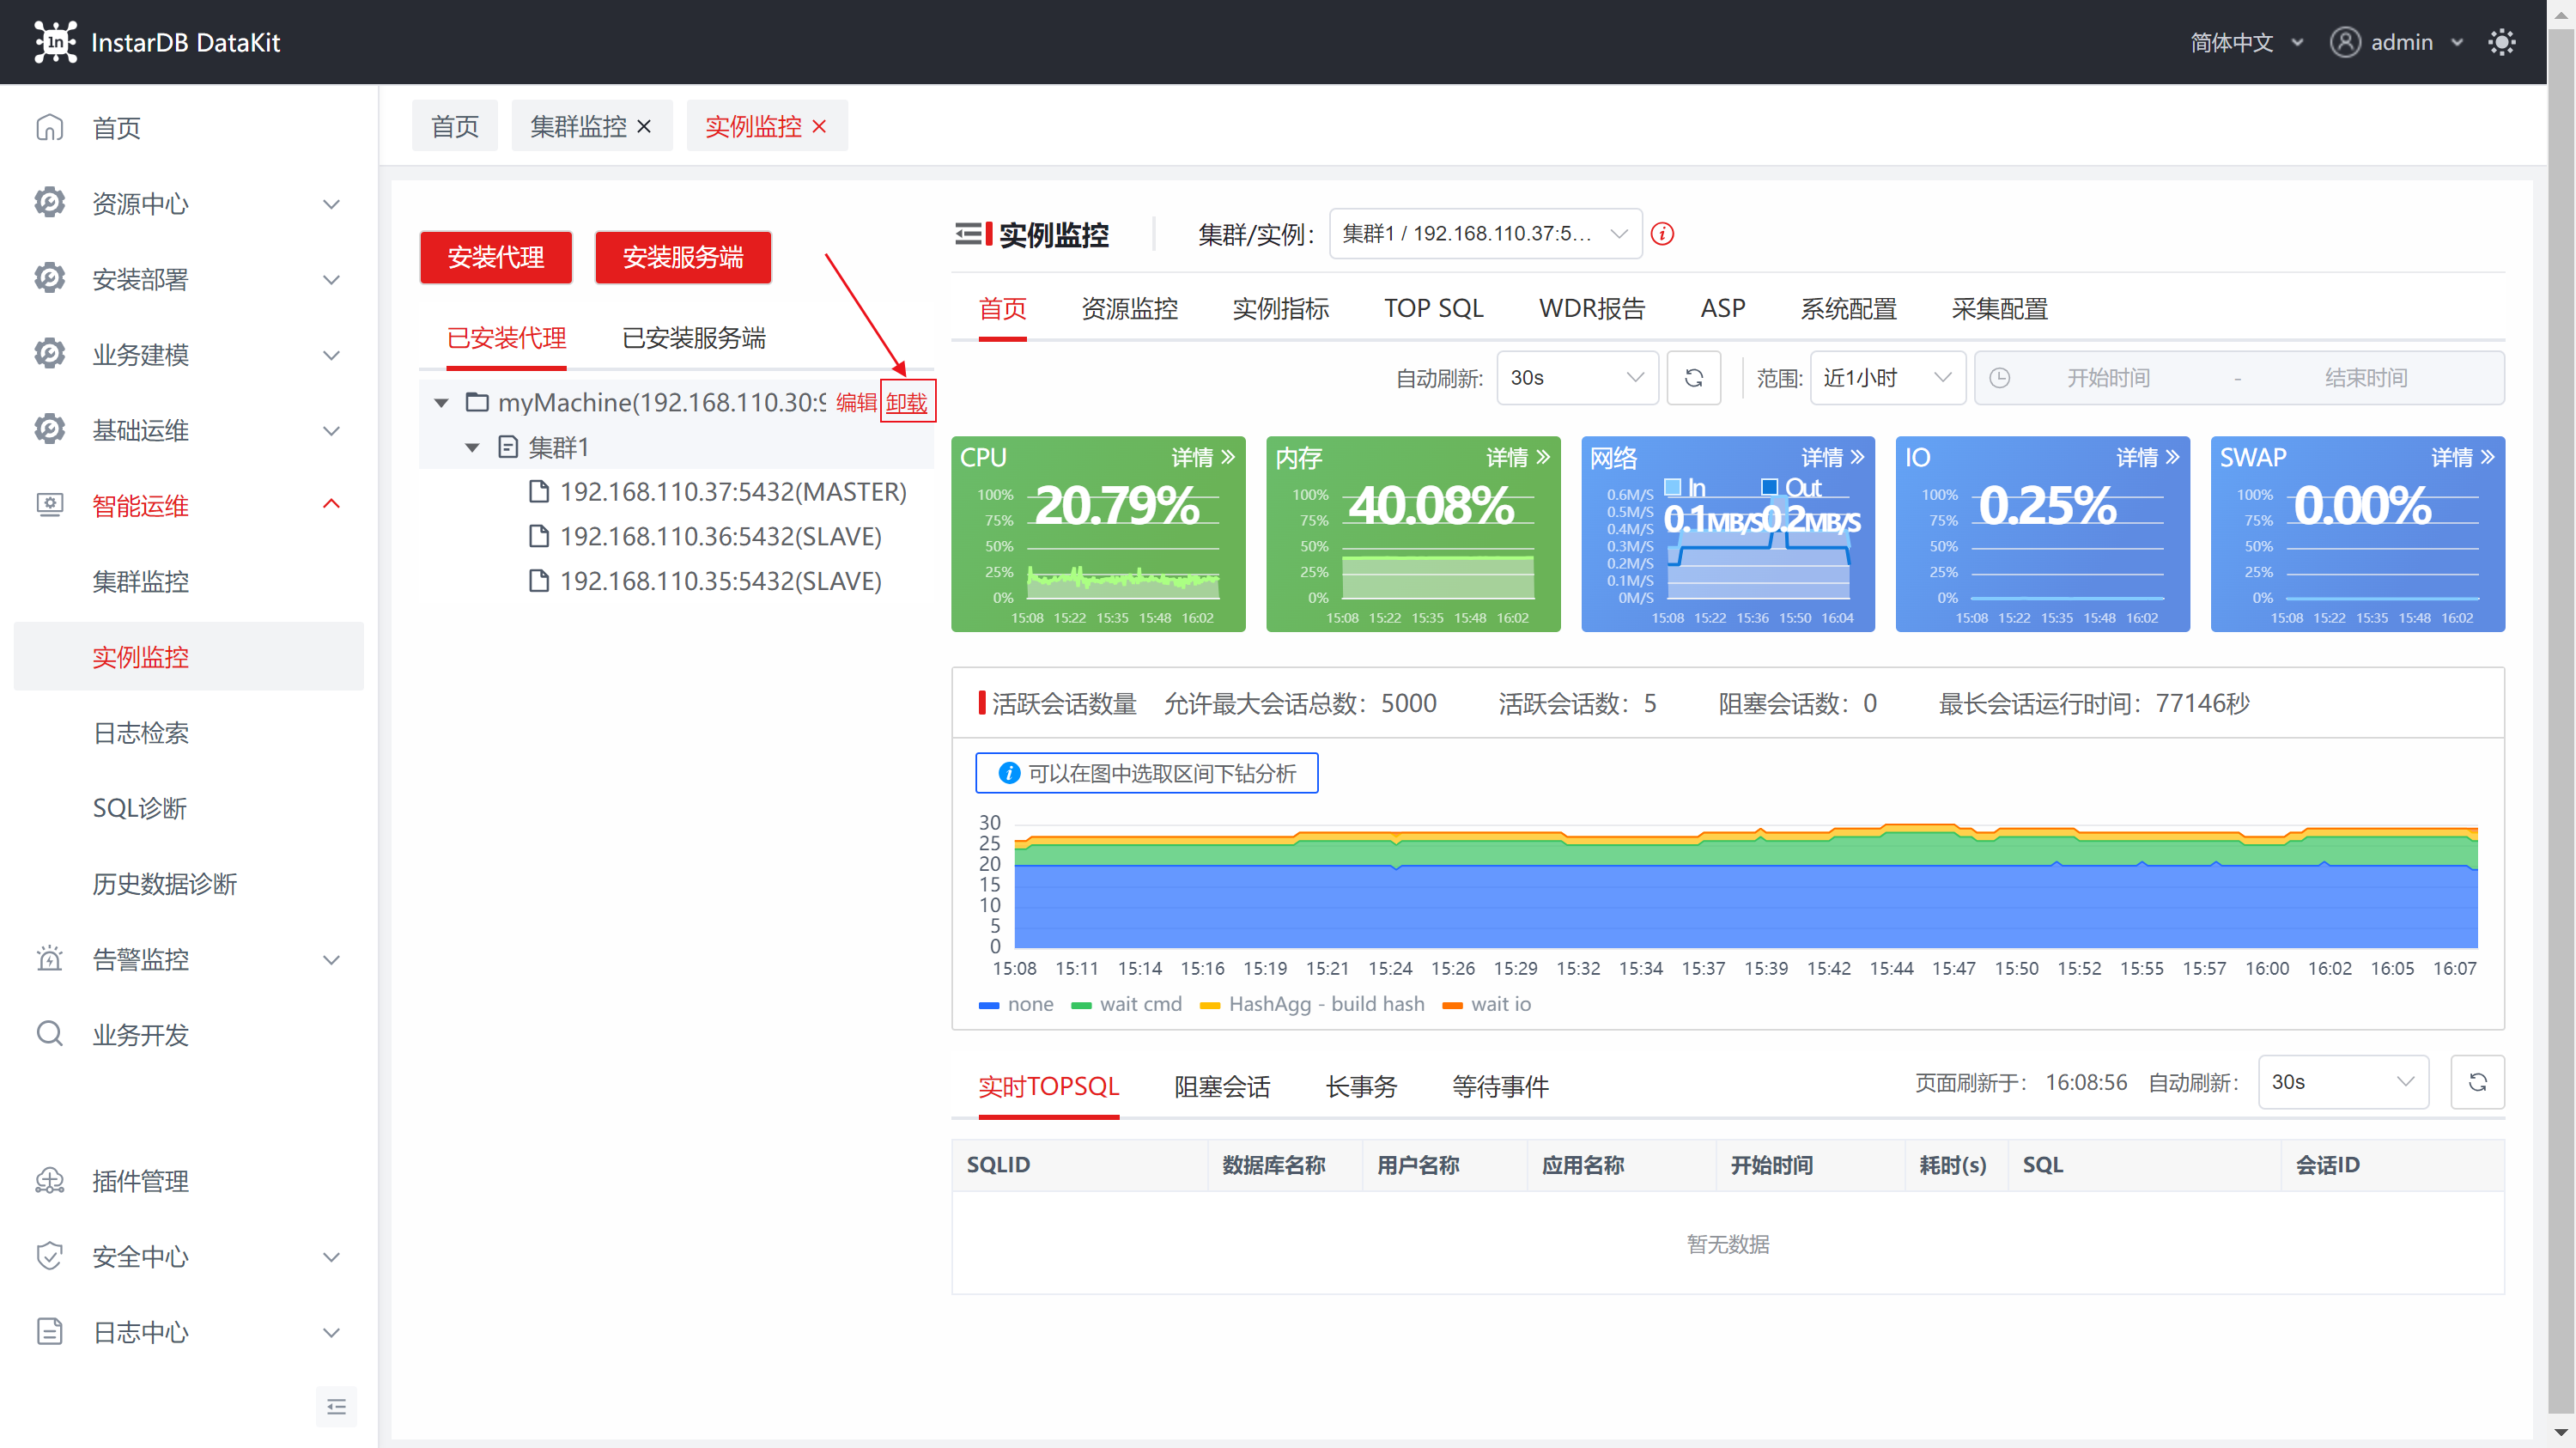 InstarDB DataKit
简体中文
admin
首页
资源中心
安装部署
业务建模
基础运维
智能运维
集群监控
实例监控
日志检索
SQL诊断
历史数据诊断
告警监控
业务开发
插件管理
安全中心
日志中心
首页 集群监控 实例监控
安装代理 安装服务端
已安装代理 已安装服务端
myMachine(192.168.110.30:9 编辑 卸载
集群1
192.168.110.37:5432(MASTER)
192.168.110.36:5432(SLAVE)
192.168.110.35:5432(SLAVE)
实例监控 集群/实例: 集群1 / 192.168.110.37:5...
首页 资源监控 实例指标 TOP SQL WDR报告 ASP 系统配置 采集配置
自动刷新: 30s 范围: 近1小时 开始时间 - 结束时间
CPU 详情
20.79%
100%
75%
50%
25%
0%
15:08 15:22 15:35 15:48 16:02
内存 详情
40.08%
100%
75%
50%
25%
0%
15:08 15:22 15:35 15:48 16:02
网络 详情
In Out
0.1MB/S 0.2MB/S
0.6M/S
0.5M/S
0.4M/S
0.3M/S
0.2M/S
0.1M/S
0M/S
15:08 15:22 15:36 15:50 16:04
IO 详情
0.25%
100%
75%
50%
25%
0%
15:08 15:22 15:35 15:48 16:02
SWAP 详情
0.00%
100%
75%
50%
25%
0%
15:08 15:22 15:35 15:48 16:02
活跃会话数量 允许最大会话总数: 5000 活跃会话数: 5 阻塞会话数: 0 最长会话运行时间: 77146秒
可以在图中选取区间下钻分析
30
25
20
15
10
5
0
15:08 15:11 15:14 15:16 15:19 15:21 15:24 15:26 15:29 15:32 15:34 15:37 15:39 15:42 15:44 15:47 15:50 15:52 15:55 15:57 16:00 16:02 16:05 16:07
none wait cmd HashAgg - build hash wait io
实时TOPSQL 阻塞会话 长事务 等待事件 页面刷新于: 16:08:56 自动刷新: 30s
SQLID 数据库名称 用户名称 应用名称 开始时间 耗时(s) SQL 会话ID
暂无数据